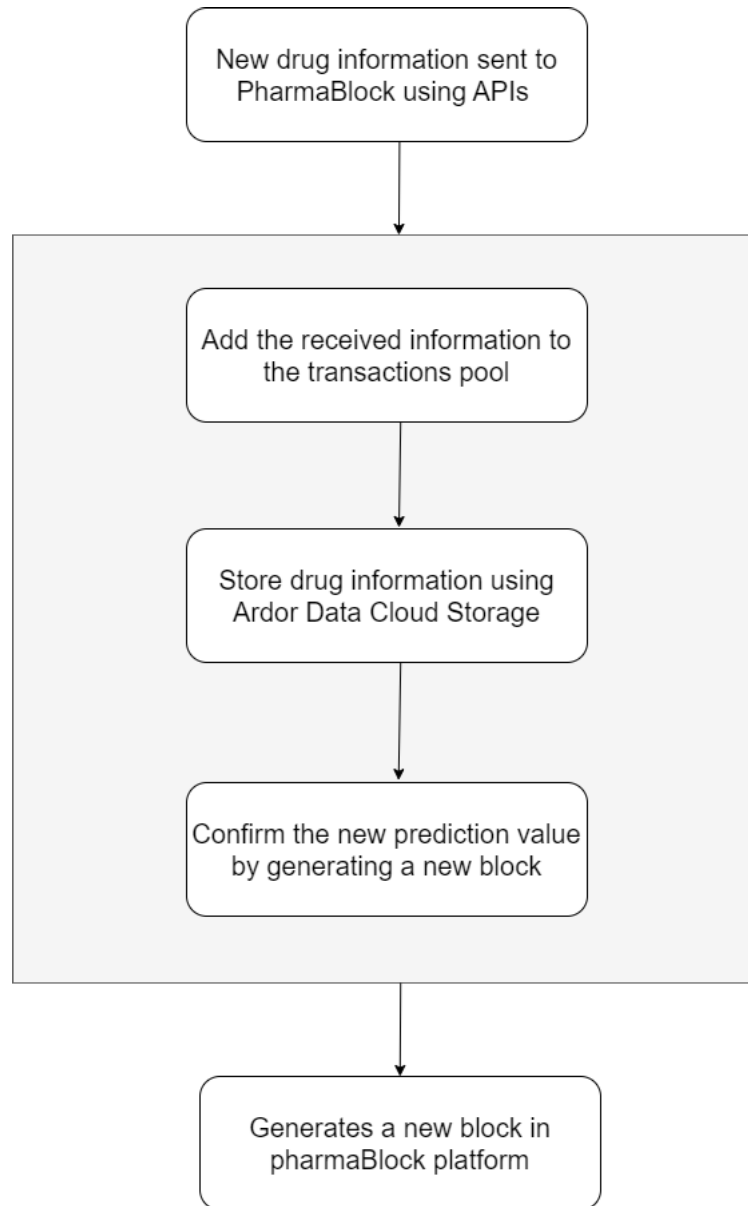 New drug information sent to
PharmaBlock using APIs
Add the received information to
the transactions pool
Store drug information using
Ardor Data Cloud Storage
Confirm the new prediction value
by generating a new block
Generates a new block in
pharmaBlock platform